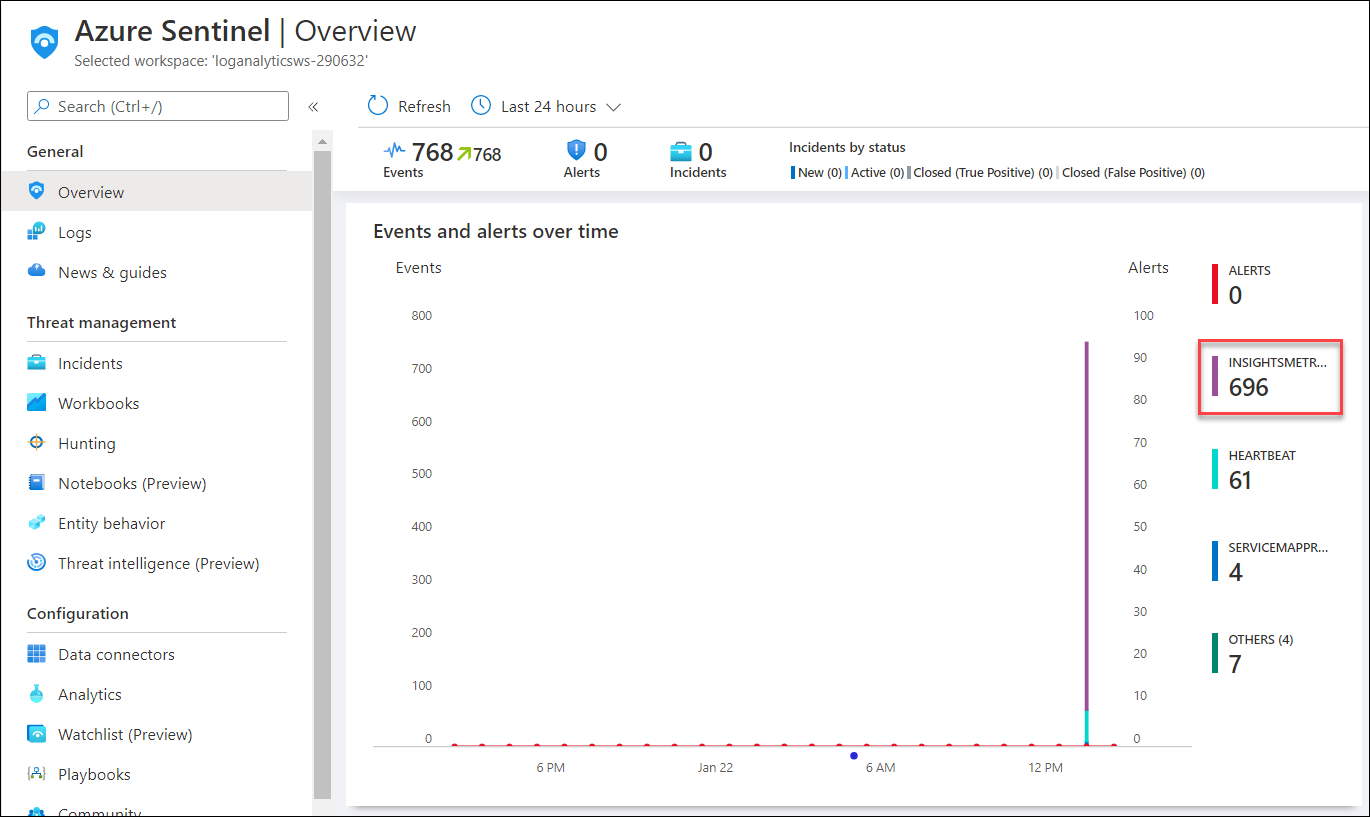 Azure Sentinel | Overview
Selected workspace: 'loganalyticsws-290632'
Search (Ctrl+/)
«
Refresh
Last 24 hours
General
Overview
Logs
News & guides
Threat management
Incidents
Workbooks
Hunting
Notebooks (Preview)
Entity behavior
Threat intelligence (Preview)
Configuration
Data connectors
Analytics
Watchlist (Preview)
Playbooks
Community
768 768
Events
0
Alerts
0
Incidents
Incidents by status
New (0) Active (0) Closed (True Positive) (0) Closed (False Positive) (0)
Events and alerts over time
Events
800
700
600
500
400
300
200
100
0
6 PM Jan 22 6 AM 12 PM
Alerts
100
90
80
70
60
50
40
30
20
10
0
ALERTS
0
INSIGHTSMETR...
696
HEARTBEAT
61
SERVICEMAPPR...
4
OTHERS (4)
7